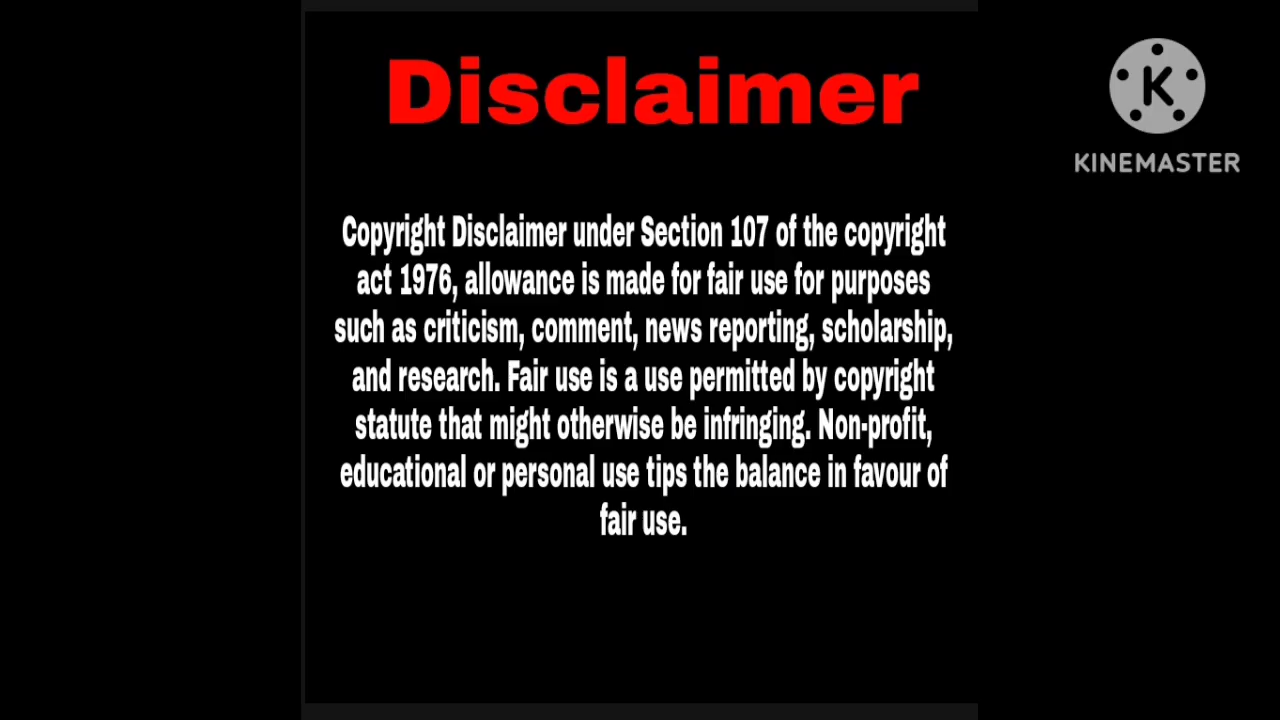 Disclaimer
K
KINEMASTER
Copyright Disclaimer under Section 107 of the copyright
act 1976, allowance is made for fair use for purposes
such as criticism, comment, news reporting, scholarship,
and research. Fair use is a use permitted by copyright
statute that might otherwise be infringing. Non-profit,
educational or personal use tips the balance in favour of
fair use.